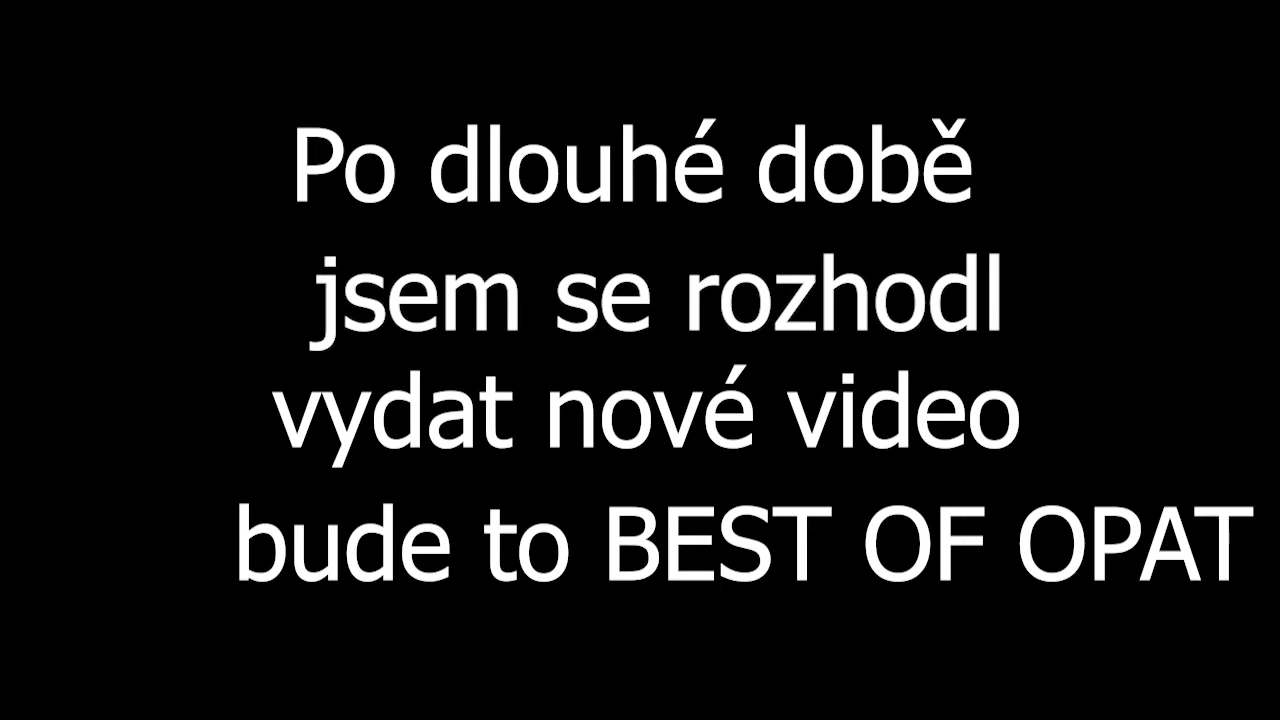 Po dlouhé době
jsem se rozhodl
vydat nové video
bude to BEST OF OPAT